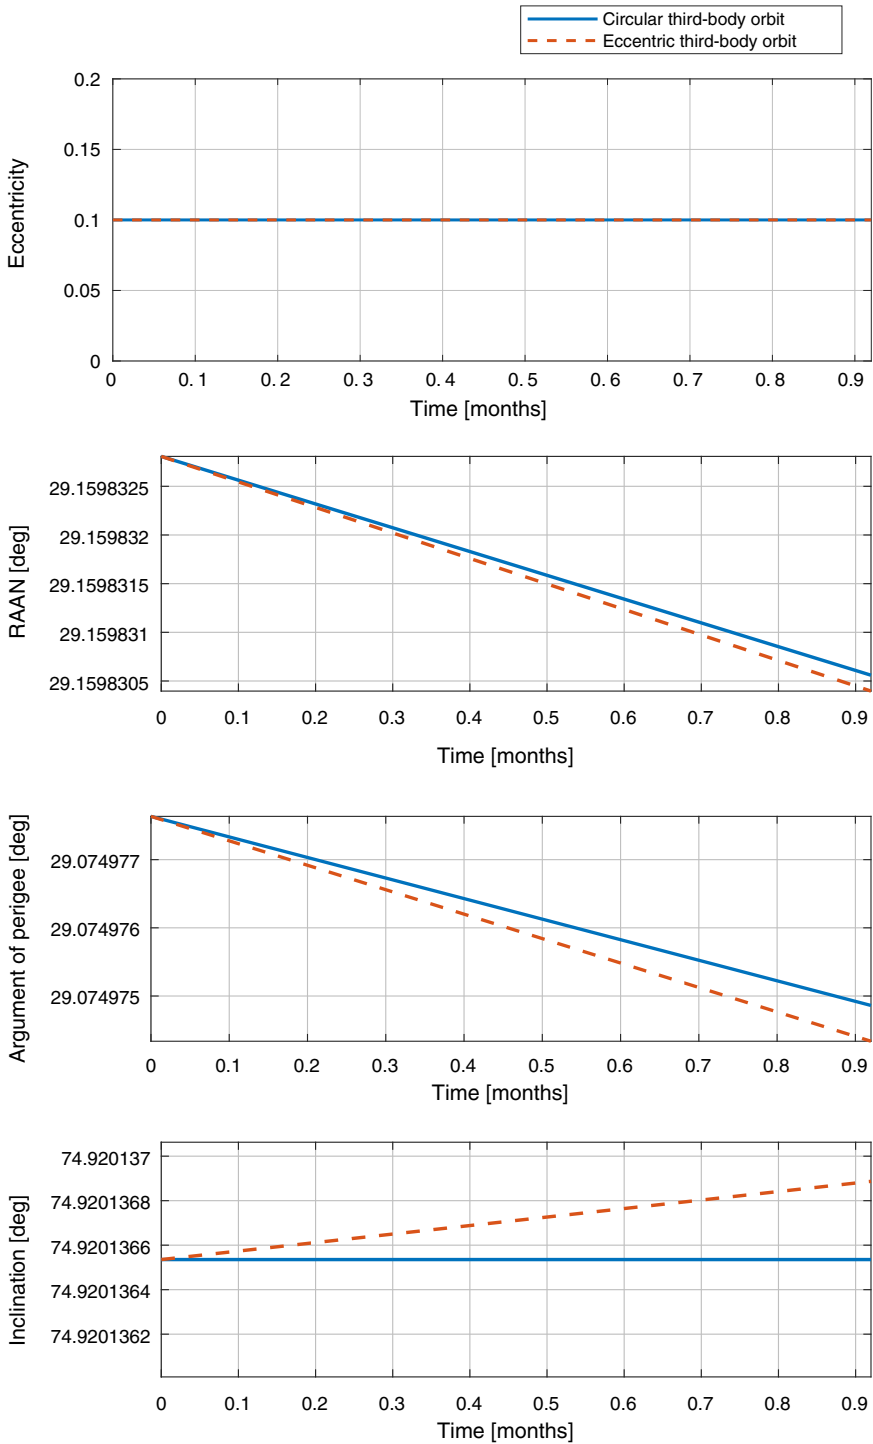 Circular third-body orbit
Eccentric third-body orbit
0.2
0.15
0.1
0.05
0
Eccentricity
0 0.1 0.2 0.3 0.4 0.5 0.6 0.7 0.8 0.9
Time [months]
29.1598325
29.159832
29.1598315
29.159831
29.1598305
RAAN [deg]
0 0.1 0.2 0.3 0.4 0.5 0.6 0.7 0.8 0.9
Time [months]
29.074977
29.074976
29.074975
Argument of perigee [deg]
0 0.1 0.2 0.3 0.4 0.5 0.6 0.7 0.8 0.9
Time [months]
74.920137
74.9201368
74.9201366
74.9201364
74.9201362
Inclination [deg]
0 0.1 0.2 0.3 0.4 0.5 0.6 0.7 0.8 0.9
Time [months]